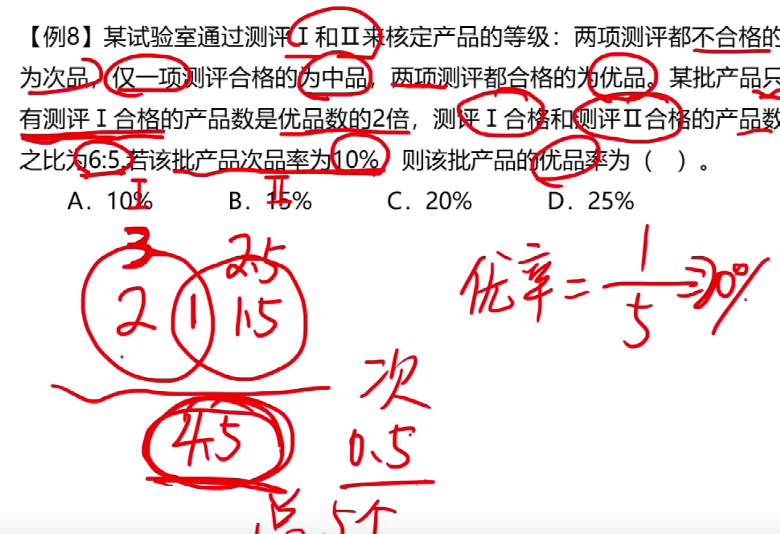 【例8】某试验室通过测评Ⅰ和Ⅱ来核定产品的等级：两项测评都不合格的
为次品，仅一项测评合格的为中品，两项测评都合格的为优品。某批产品只
有测评Ⅰ合格的产品数是优品数的2倍，测评Ⅰ合格和测评Ⅱ合格的产品数
之比为6:5,若该批产品次品率为10%，则该批产品的优品率为（ ）。
A. 10% B. 15% C. 20% D. 25%
Ⅰ Ⅱ
3 2.5
2 1 1.5
优率=1/5⇒20%
次
4.5 0.5
总 5个